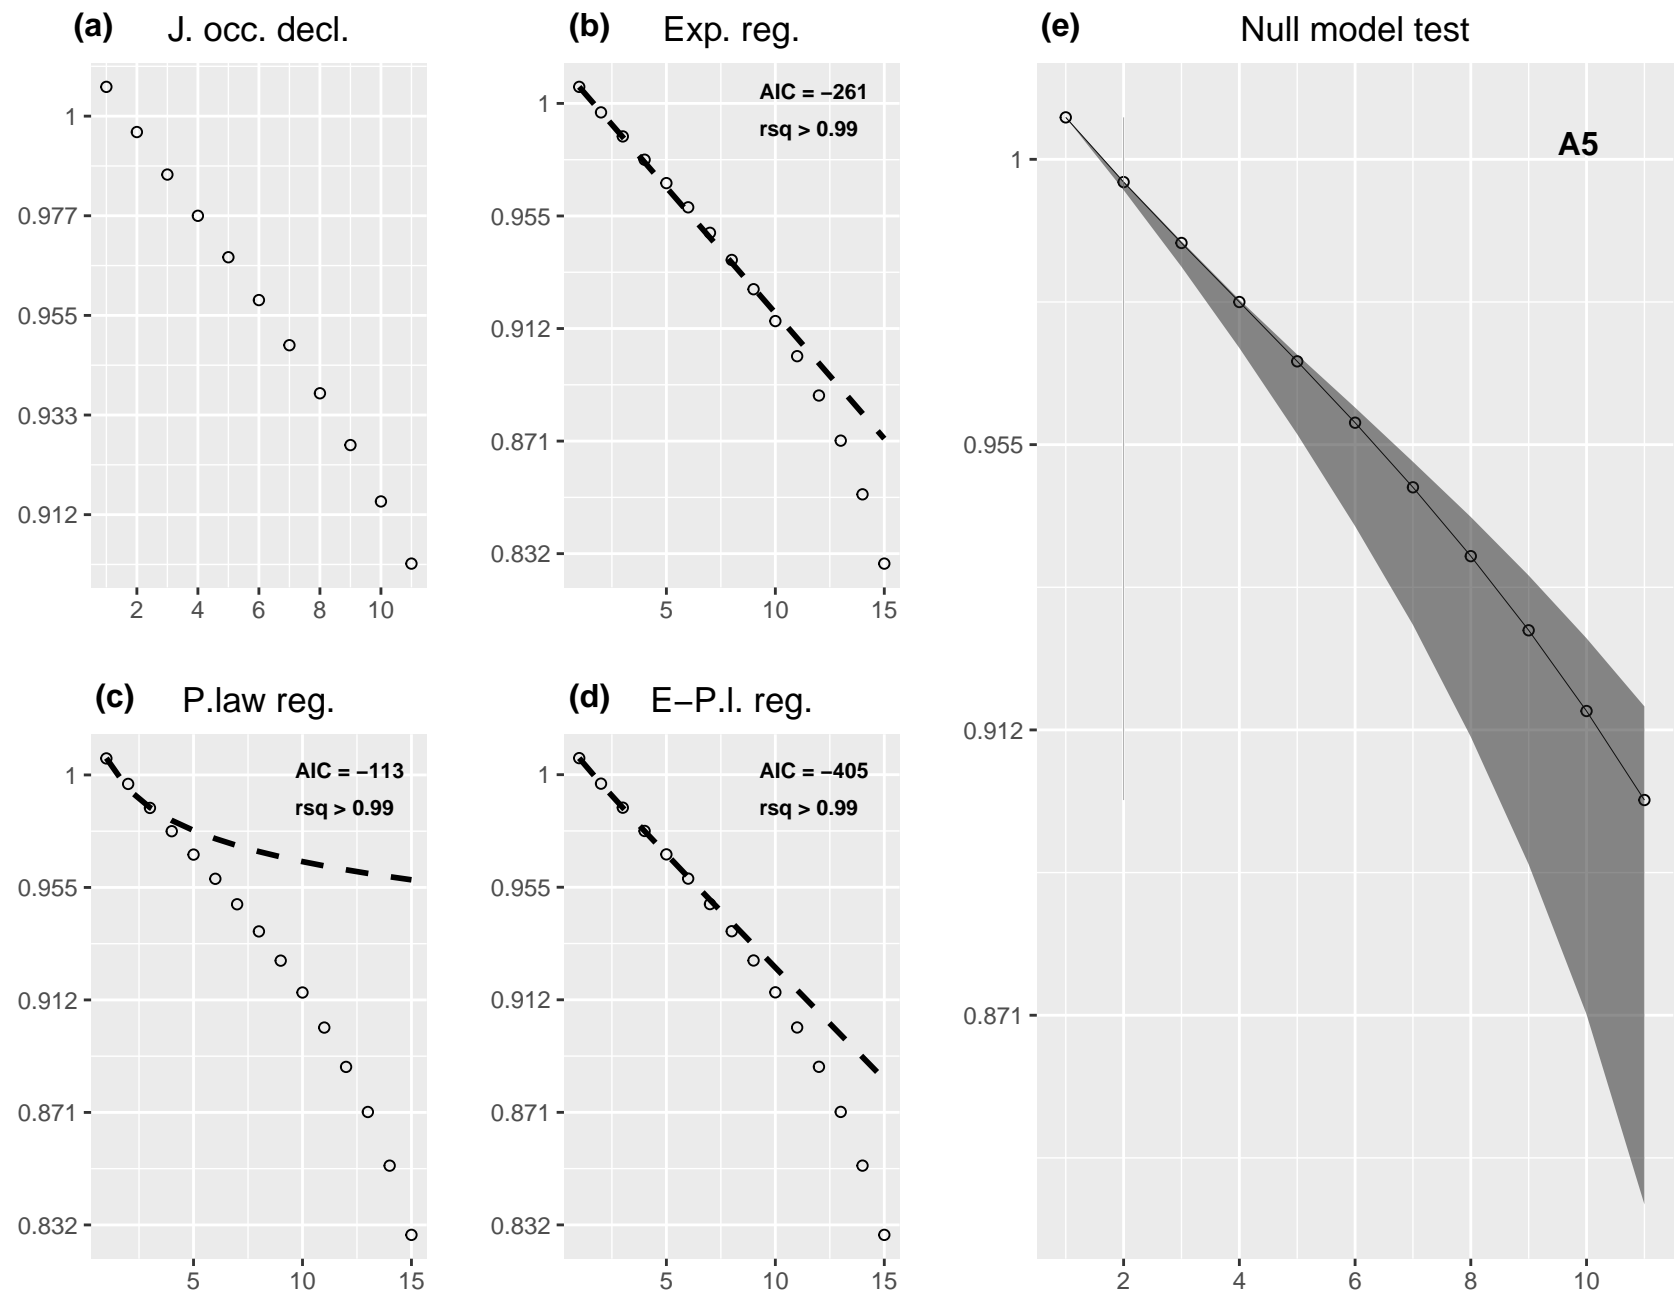 (a) J. occ. decl.
1
0.977
0.955
0.933
0.912
2 4 6 8 10
(b) Exp. reg.
AIC = −261
rsq > 0.99
1
0.955
0.912
0.871
0.832
5 10 15
(c) P.law reg.
AIC = −113
rsq > 0.99
1
0.955
0.912
0.871
0.832
5 10 15
(d) E−P.l. reg.
AIC = −405
rsq > 0.99
1
0.955
0.912
0.871
0.832
5 10 15
(e) Null model test
A5
1
0.955
0.912
0.871
2 4 6 8 10